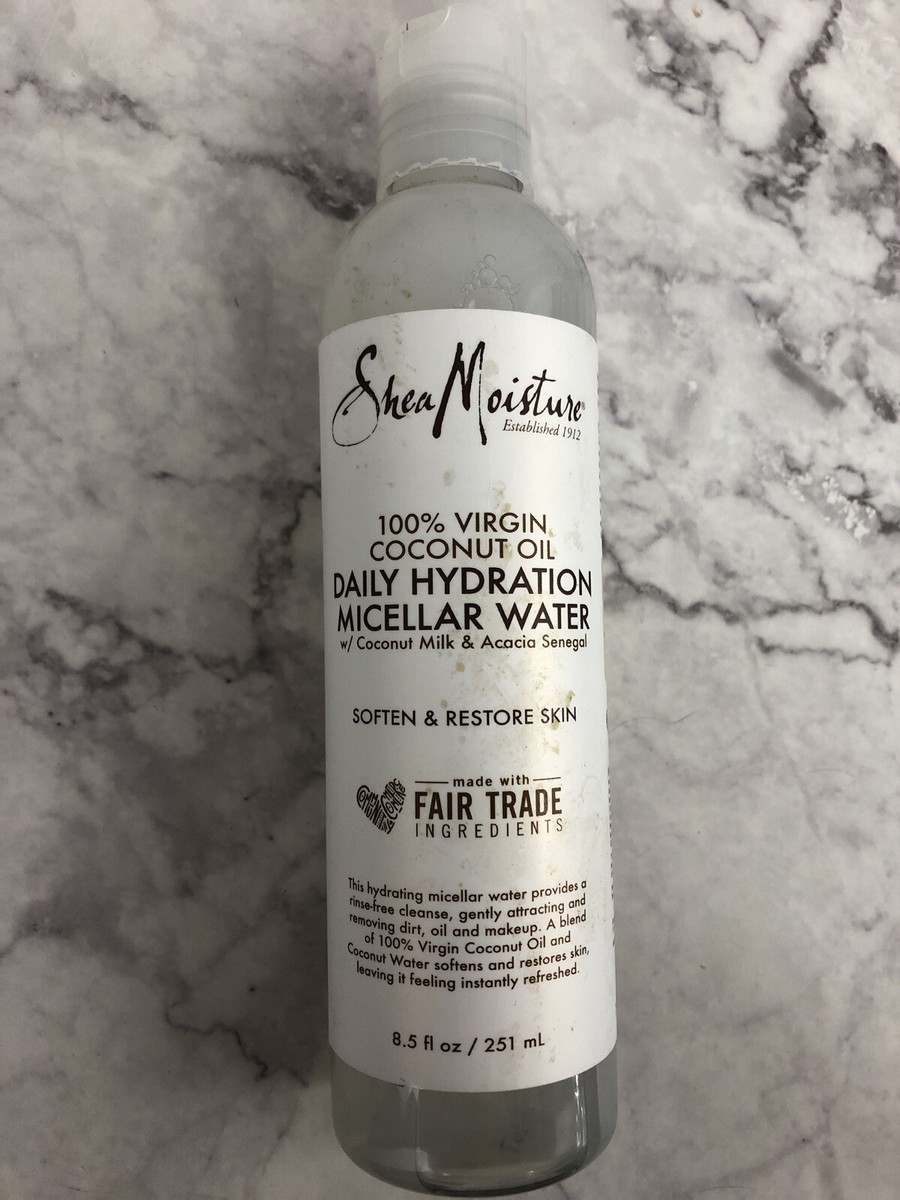 SheaMoisture®
Established 1912
100% VIRGIN
COCONUT OIL
DAILY HYDRATION
MICELLAR WATER
w/ Coconut Milk & Acacia Senegal
SOFTEN & RESTORE SKIN
made with
FAIR TRADE
INGREDIENTS
This hydrating micellar water provides a
rinse-free cleanse, gently attracting and
removing dirt, oil and makeup. A blend
of 100% Virgin Coconut Oil and
Coconut Water softens and restores skin,
leaving it feeling instantly refreshed.
8.5 fl oz / 251 mL